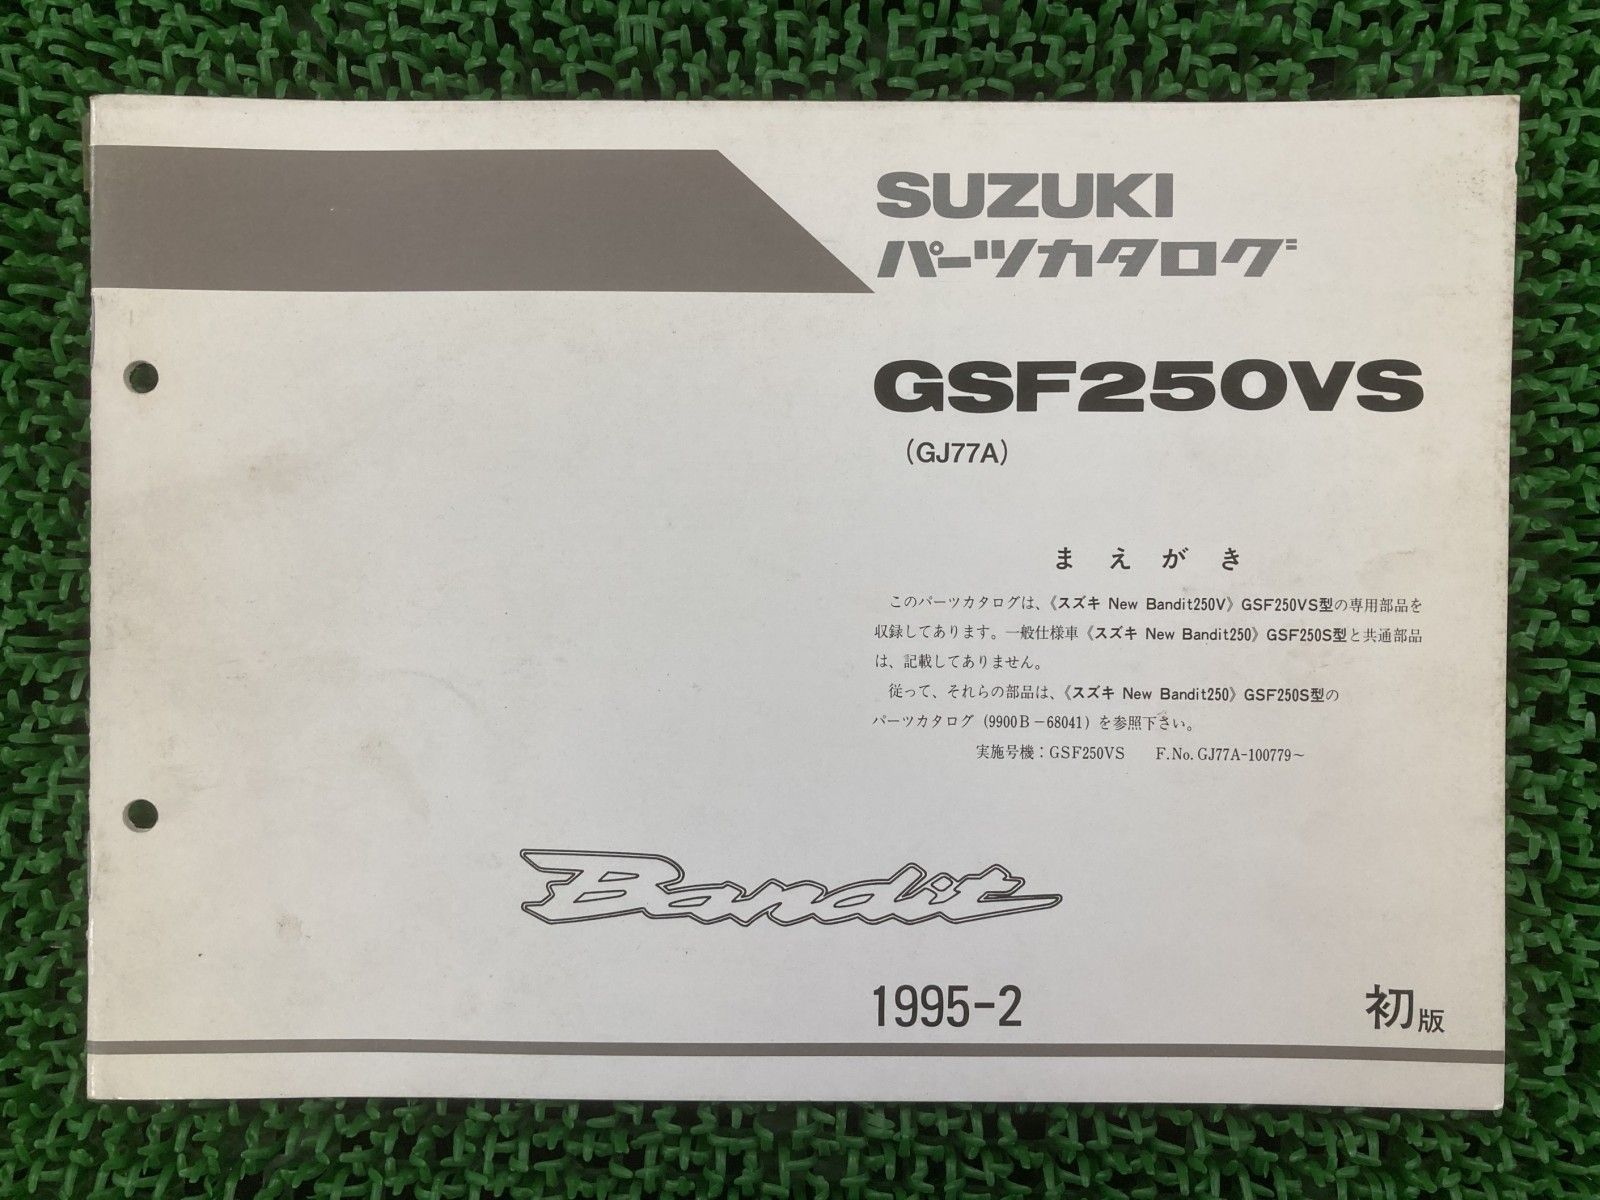 SUZUKI
パーツカタログ
GSF250VS
(GJ77A)
まえがき
このパーツカタログは、《スズキ New Bandit250V》GSF250VS型の専用部品を
収録してあります。一般仕様車《スズキ New Bandit250》GSF250S型と共通部品
は、記載してありません。
従って、それらの部品は、《スズキ New Bandit250》GSF250S型の
パーツカタログ（9900B－68041）を参照下さい。
実施号機：GSF250VS　F.No. GJ77A-100779～
Bandit
1995-2
初版